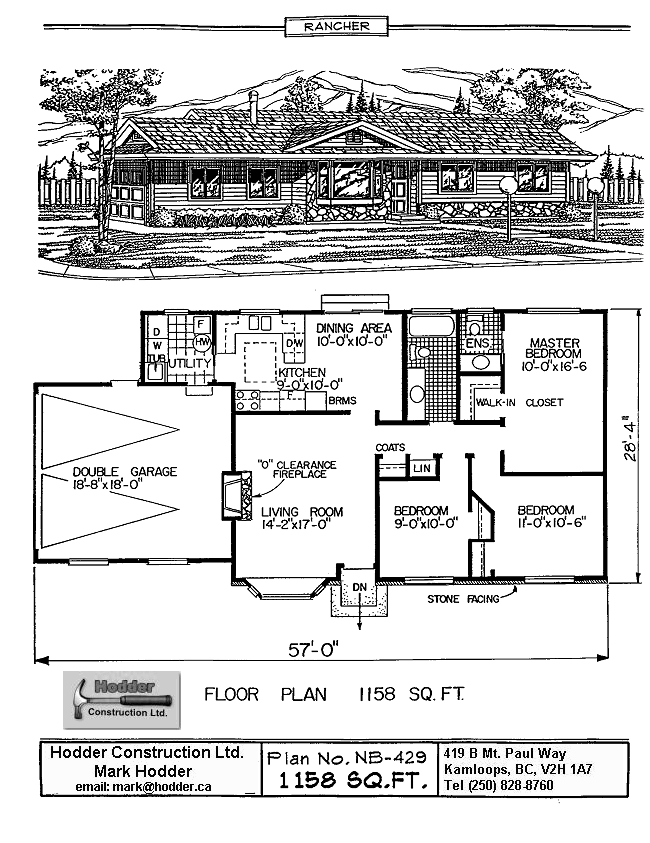 RANCHER
D
W
TUB
F
HW
UTILITY
DW
KITCHEN
9'-0"x10'-0"
F
BRMS
DINING AREA
10'-0"x10'-0"
ENS.
MASTER
BEDROOM
10'-0"x16'-6
WALK-IN CLOSET
DOUBLE GARAGE
18'-8"x18'-0"
"O" CLEARANCE
FIREPLACE
COATS
LIN
LIVING ROOM
14'-2"x17'-0"
BEDROOM
9'-0"x10'-0"
BEDROOM
11'-0"x10'-6"
28'-4"
DN
STONE FACING
57'-0"
Hodder
Construction Ltd.
FLOOR PLAN 1158 SQ. FT.
Hodder Construction Ltd.
Mark Hodder
email: mark@hodder.ca
Plan No. NB-429
1158 SQ.FT.
419 B Mt. Paul Way
Kamloops, BC, V2H 1A7
Tel (250) 828-8760